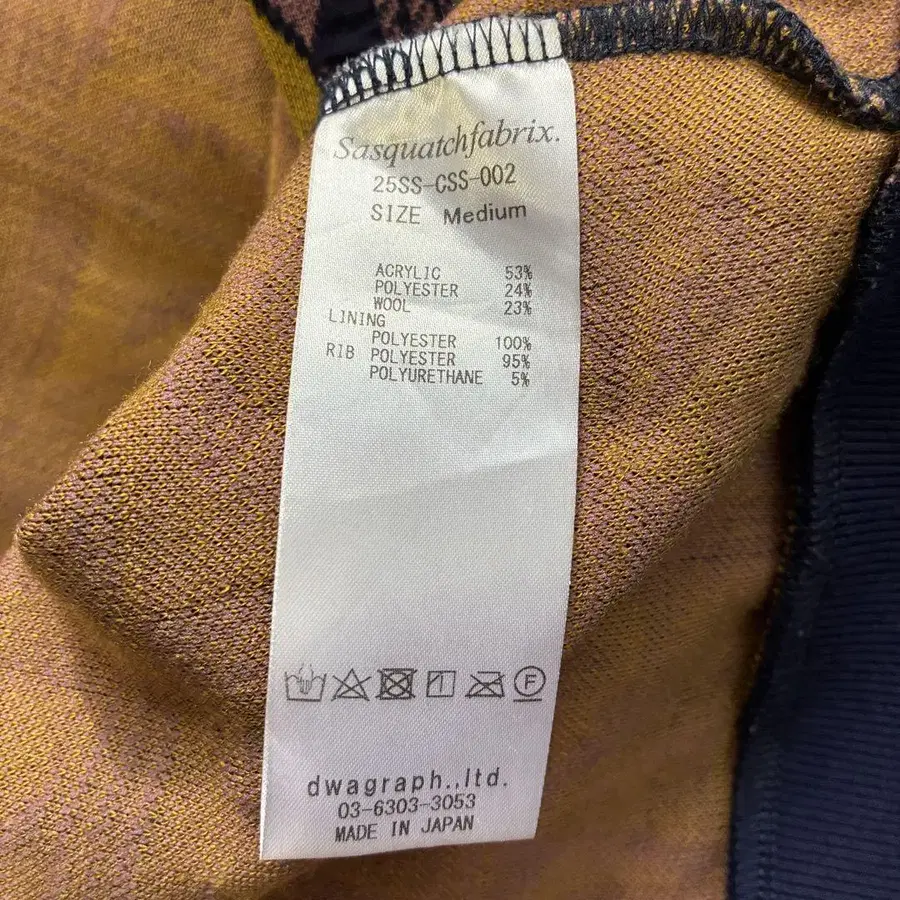 Sasquatchfabrix.
25SS-CSS-002
SIZE Medium
ACRYLIC 53%
POLYESTER 24%
WOOL 23%
LINING
POLYESTER 100%
RIB POLYESTER 95%
POLYURETHANE 5%
F
dwagraph.,ltd.
03-6303-3053
MADE IN JAPAN